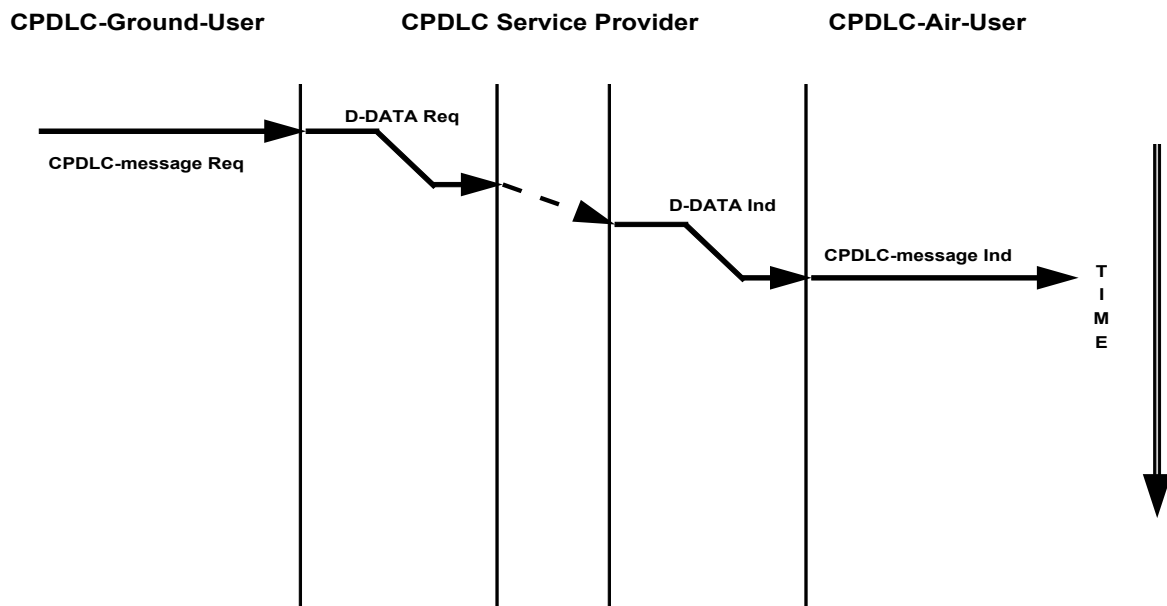 CPDLC-Ground-User
CPDLC Service Provider
CPDLC-Air-User
D-DATA Req
CPDLC-message Req
D-DATA Ind
CPDLC-message Ind
T
I
M
E